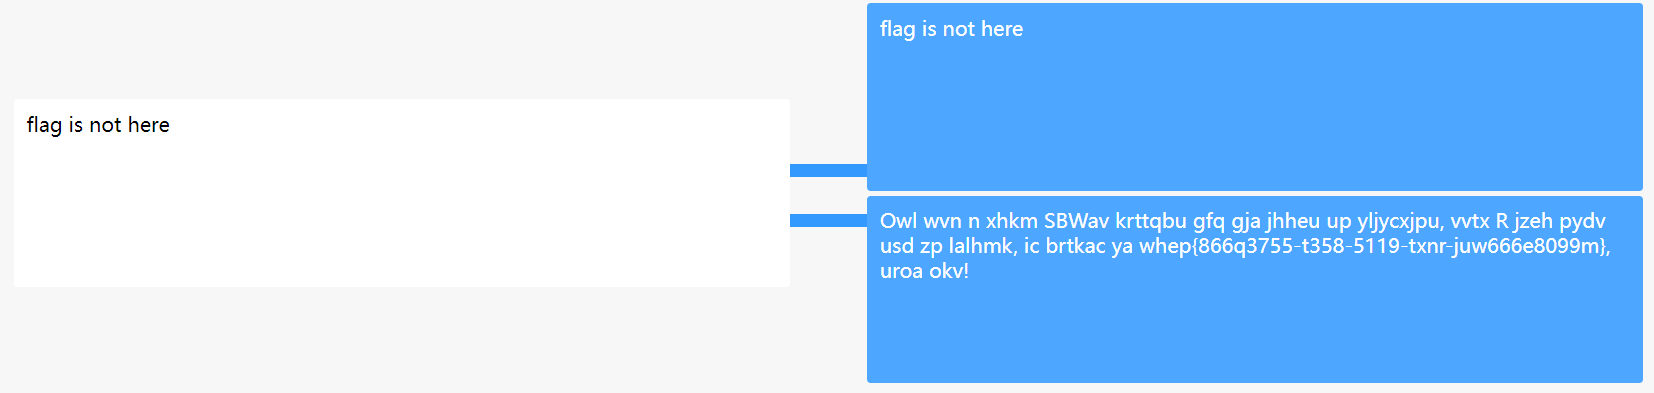 flag is not here
flag is not here
Owl wvn n xhkm SBWav krttqbu gfq gja jhheu up yljycxjpu, vvtx R jzeh pydv
usd zp lalhmk, ic brtkac ya whep{866q3755-t358-5119-txnr-juw666e8099m},
uroa okv!